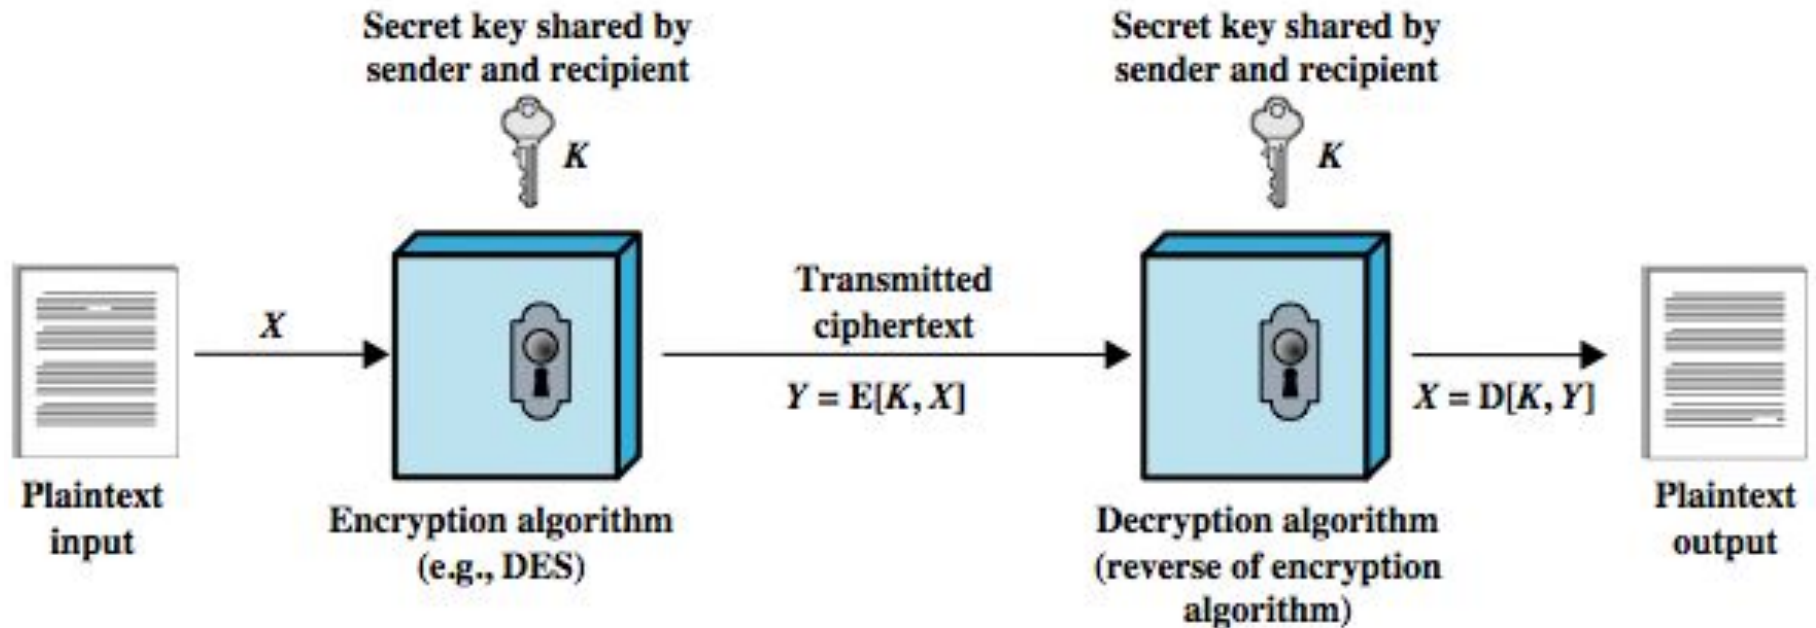 Secret key shared by
sender and recipient
K
Secret key shared by
sender and recipient
K
X
Transmitted
ciphertext
Y = E[K, X]
X = D[K, Y]
Plaintext
input
Encryption algorithm
(e.g., DES)
Decryption algorithm
(reverse of encryption
algorithm)
Plaintext
output